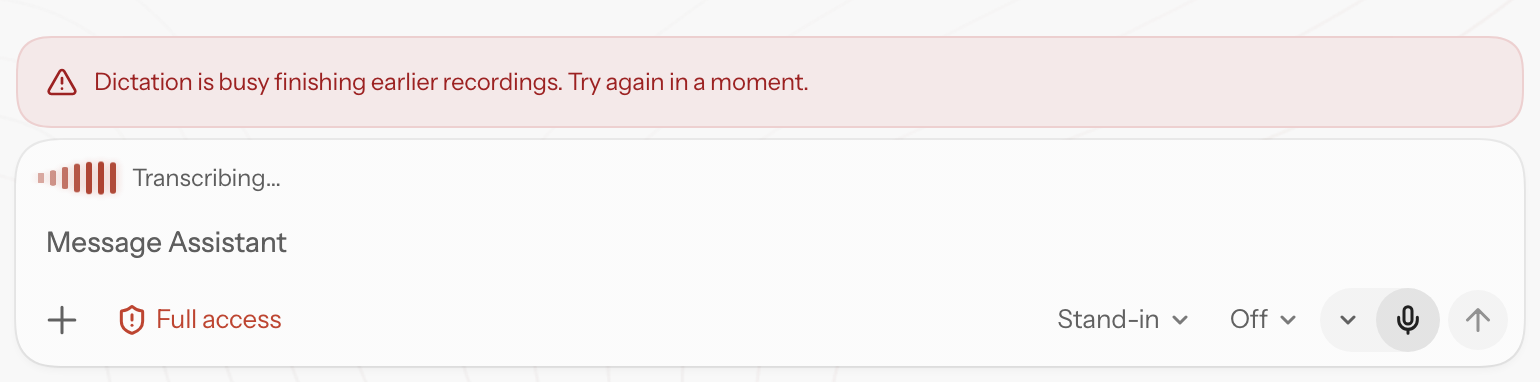 Dictation is busy finishing earlier recordings. Try again in a moment.
Transcribing...
Message Assistant
Full access
Stand-in
Off